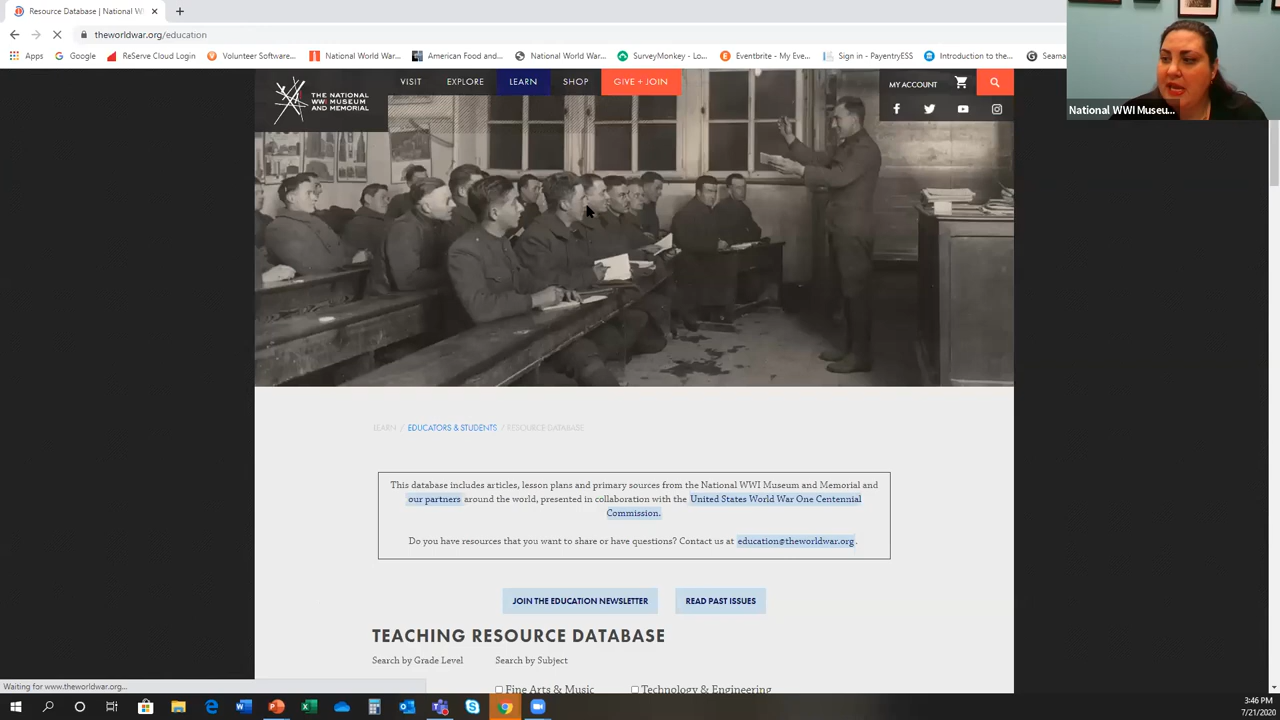 Resource Database | National W
theworldwar.org/education
Apps
Google
ReServe Cloud Login
Volunteer Software...
National World War...
American Food and...
National World War...
SurveyMonkey - Lo...
Eventbrite - My Eve...
Sign in - PayentryESS
Introduction to the...
Seama
THE NATIONAL
WWI MUSEUM
AND MEMORIAL
VISIT
EXPLORE
LEARN
SHOP
GIVE + JOIN
MY ACCOUNT
National WWI Museu...
LEARN / EDUCATORS & STUDENTS / RESOURCE DATABASE
This database includes articles, lesson plans and primary sources from the National WWI Museum and Memorial and
our partners around the world, presented in collaboration with the United States World War One Centennial
Commission.
Do you have resources that you want to share or have questions? Contact us at education@theworldwar.org.
JOIN THE EDUCATION NEWSLETTER
READ PAST ISSUES
TEACHING RESOURCE DATABASE
Search by Grade Level
Search by Subject
Fine Arts & Music
Technology & Engineering
Waiting for www.theworldwar.org...
3:46 PM
7/21/2020